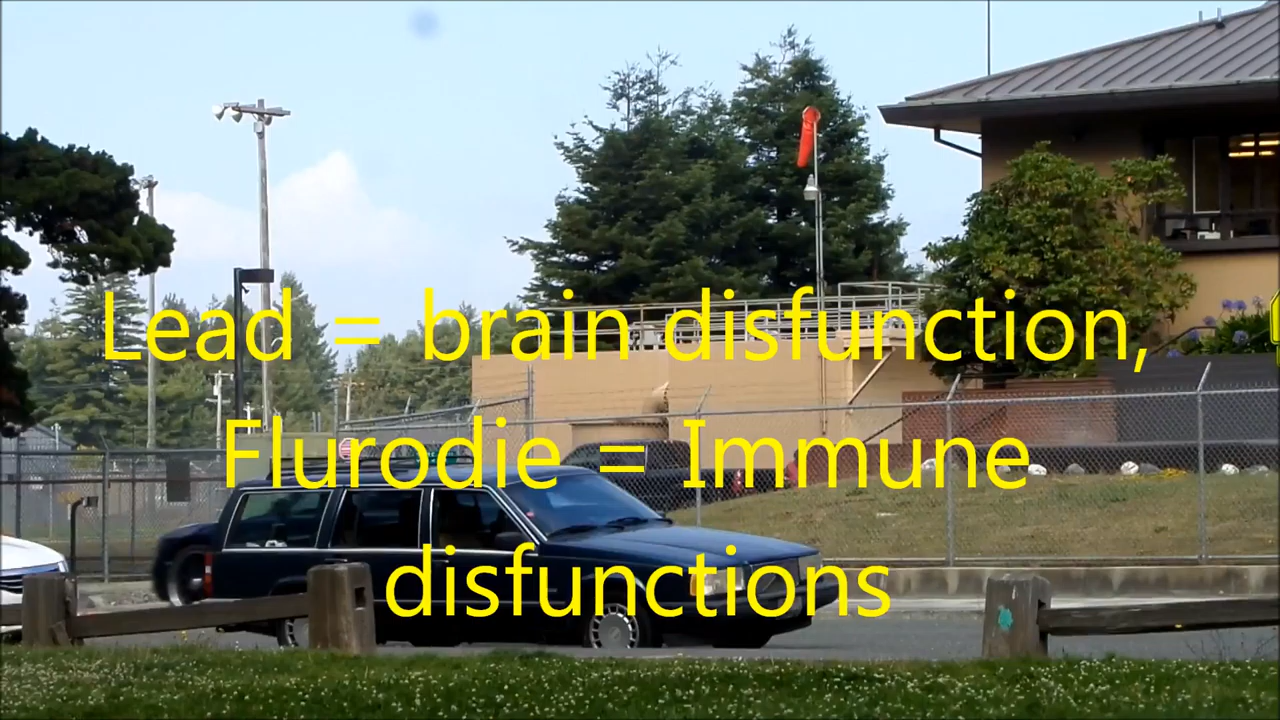 Lead = brain disfunction,
Flurodie = Immune
disfunctions